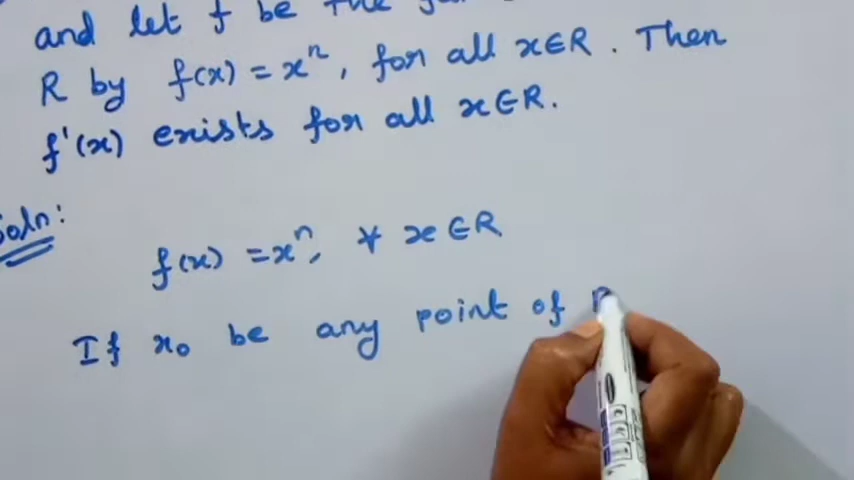 and let f be the
R by f(x) = xⁿ, for all x∈R. Then
f'(x) exists for all x∈R.
Soln:
f(x) = xⁿ, ∀ x∈R
If x₀ be any point of R